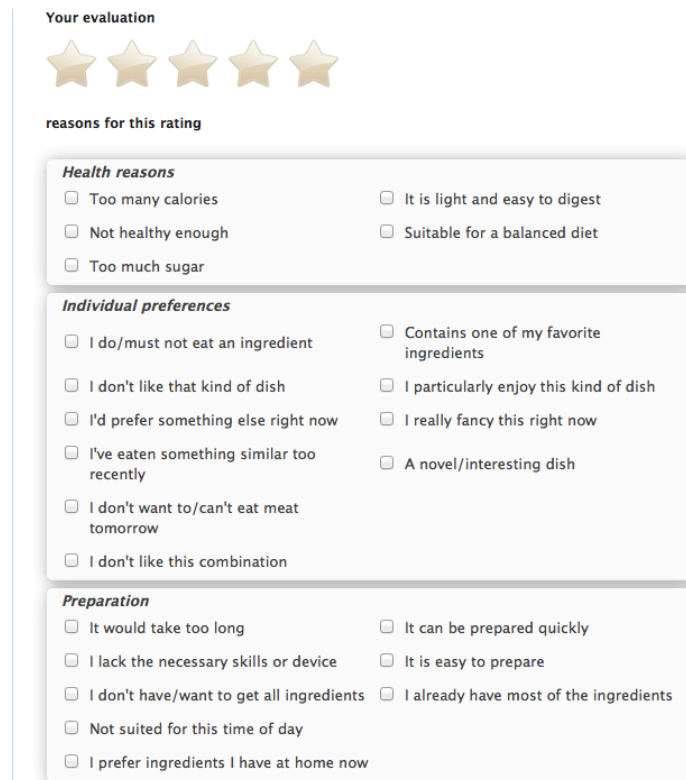 Your evaluation
reasons for this rating
Health reasons
Too many calories
It is light and easy to digest
Not healthy enough
Suitable for a balanced diet
Too much sugar
Individual preferences
I do/must not eat an ingredient
Contains one of my favorite
ingredients
I don't like that kind of dish
I particularly enjoy this kind of dish
I'd prefer something else right now
I really fancy this right now
I've eaten something similar too
recently
A novel/interesting dish
I don't want to/can't eat meat
tomorrow
I don't like this combination
Preparation
It would take too long
It can be prepared quickly
I lack the necessary skills or device
It is easy to prepare
I don't have/want to get all ingredients
I already have most of the ingredients
Not suited for this time of day
I prefer ingredients I have at home now